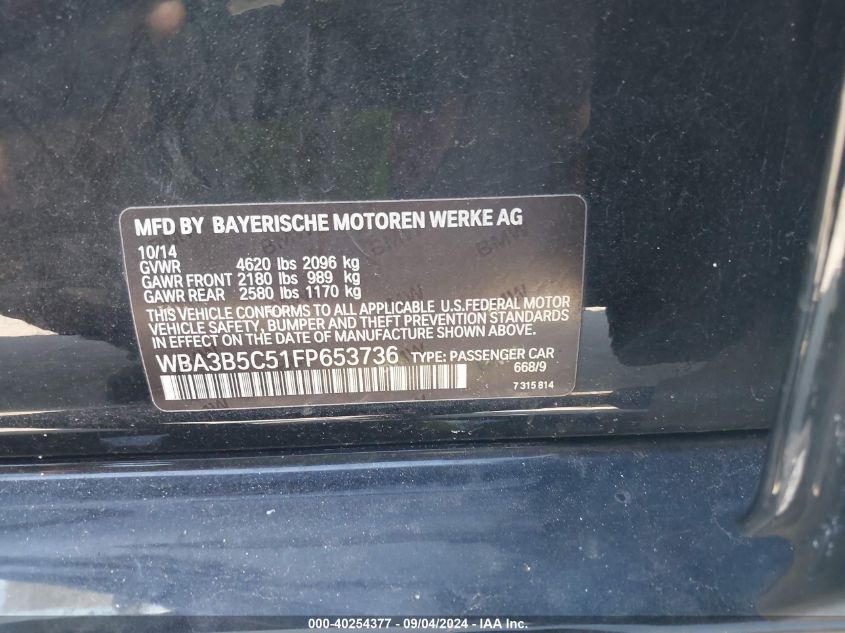 MFD BY BAYERISCHE MOTOREN WERKE AG
10/14
GVWR 4620 lbs 2096 kg
GAWR FRONT 2180 lbs 989 kg
GAWR REAR 2580 lbs 1170 kg
THIS VEHICLE CONFORMS TO ALL APPLICABLE U.S.FEDERAL MOTOR
VEHICLE SAFETY, BUMPER AND THEFT PREVENTION STANDARDS
IN EFFECT ON THE DATE OF MANUFACTURE SHOWN ABOVE.
WBA3B5C51FP653736 TYPE: PASSENGER CAR
668/9
7 315 814
000-40254377 - 09/04/2024 - IAA Inc.